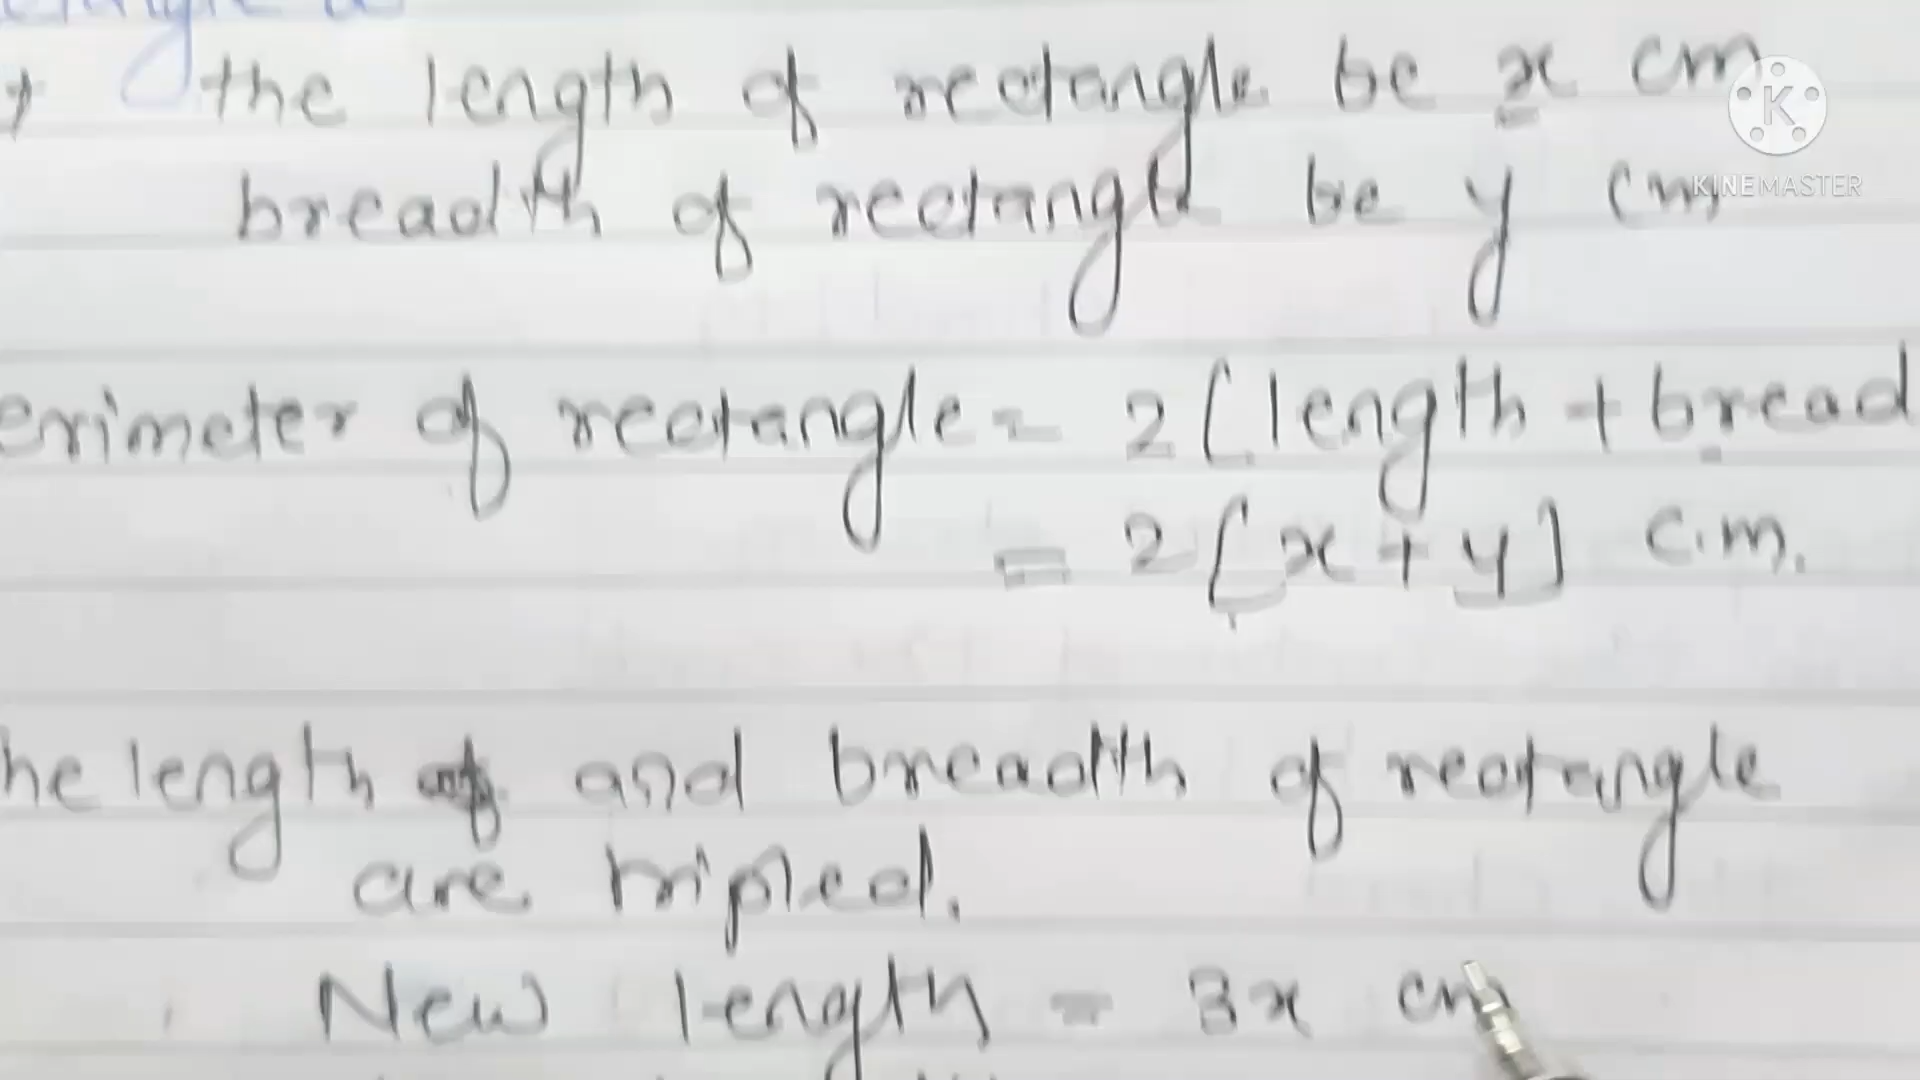 the length of rectangle be x cm
breadth of rectangle be y cm
KINEMASTER
erimeter of rectangle = 2[length + bread
= 2[x + y] c.m.
he length of and breadth of rectangle
are tripled.
New length = 3x cm